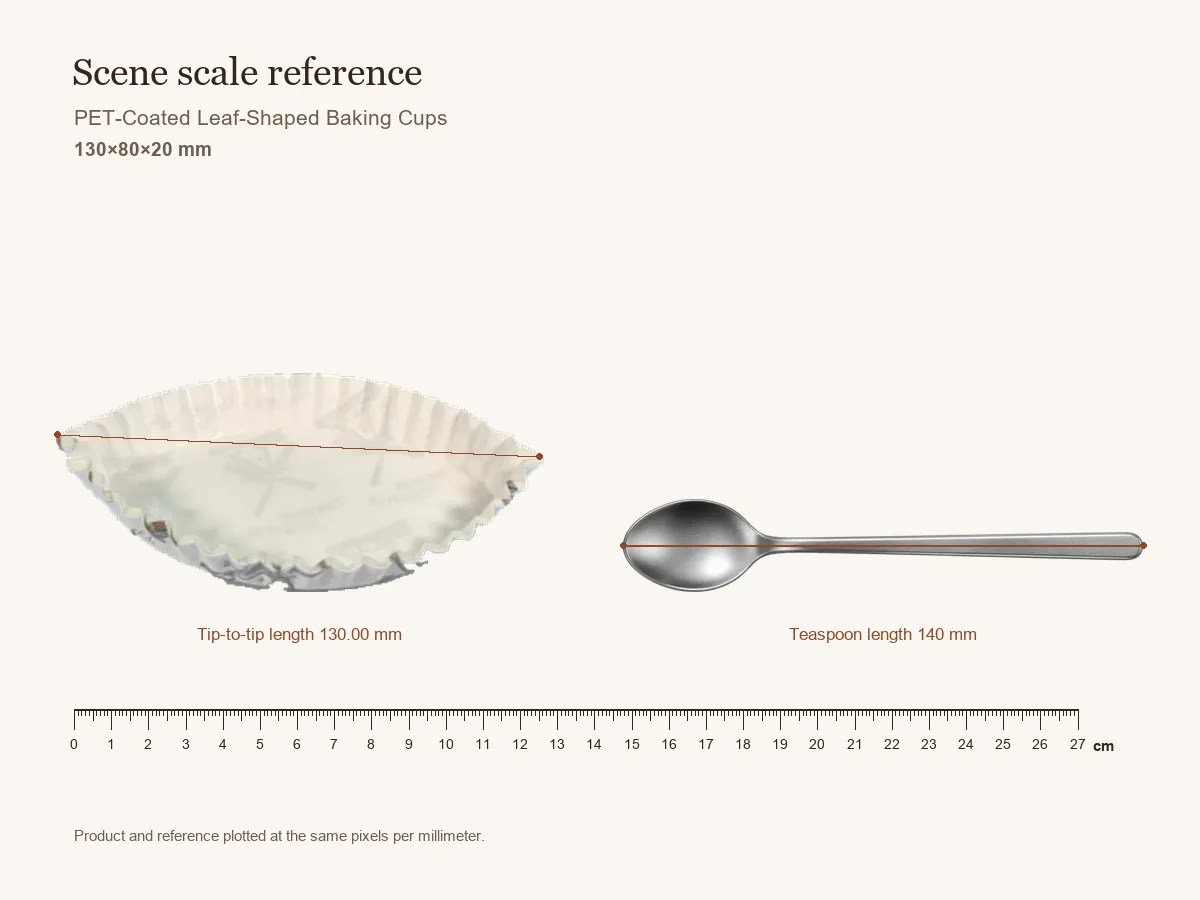 Scene scale reference
PET-Coated Leaf-Shaped Baking Cups
130×80×20 mm
Tip-to-tip length 130.00 mm
Teaspoon length 140 mm
0 1 2 3 4 5 6 7 8 9 10 11 12 13 14 15 16 17 18 19 20 21 22 23 24 25 26 27 cm
Product and reference plotted at the same pixels per millimeter.